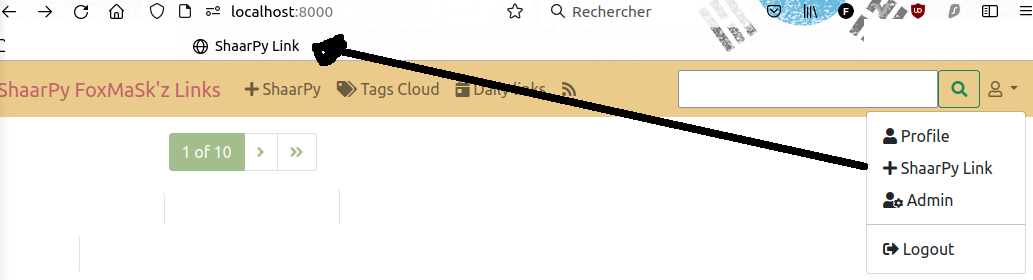 localhost:8000
Rechercher
ShaarPy Link
ShaarPy FoxMaSk'z Links
ShaarPy
Tags Cloud
Daily links
Profile
1 of 10
ShaarPy Link
Admin
Logout